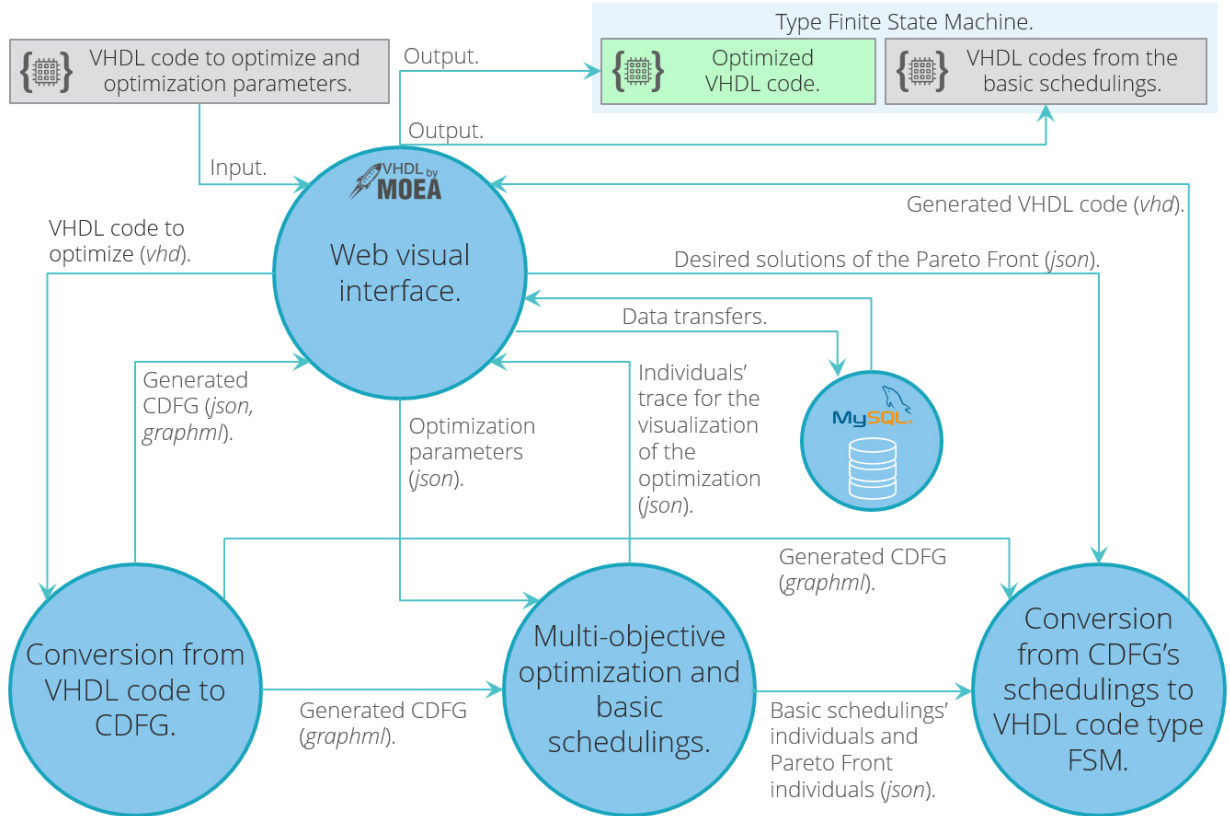 Type Finite State Machine.
VHDL code to optimize and
optimization parameters.
Output.
Optimized
VHDL code.
VHDL codes from the
basic schedulings.
Output.
Input.
VHDL by
MOEA
Generated VHDL code (vhd).
VHDL code to
optimize (vhd).
Web visual
interface.
Desired solutions of the Pareto Front (json).
Data transfers.
Generated
CDFG (json,
graphml).
Optimization
parameters
(json).
Individuals’
trace for the
visualization
of the
optimization
(json).
MySQL
Generated CDFG
(graphml).
Conversion from
VHDL code to
CDFG.
Generated CDFG
(graphml).
Multi-objective
optimization and
basic
schedulings.
Basic schedulings’
individuals and
Pareto Front
individuals (json).
Conversion
from CDFG’s
schedulings to
VHDL code type
FSM.